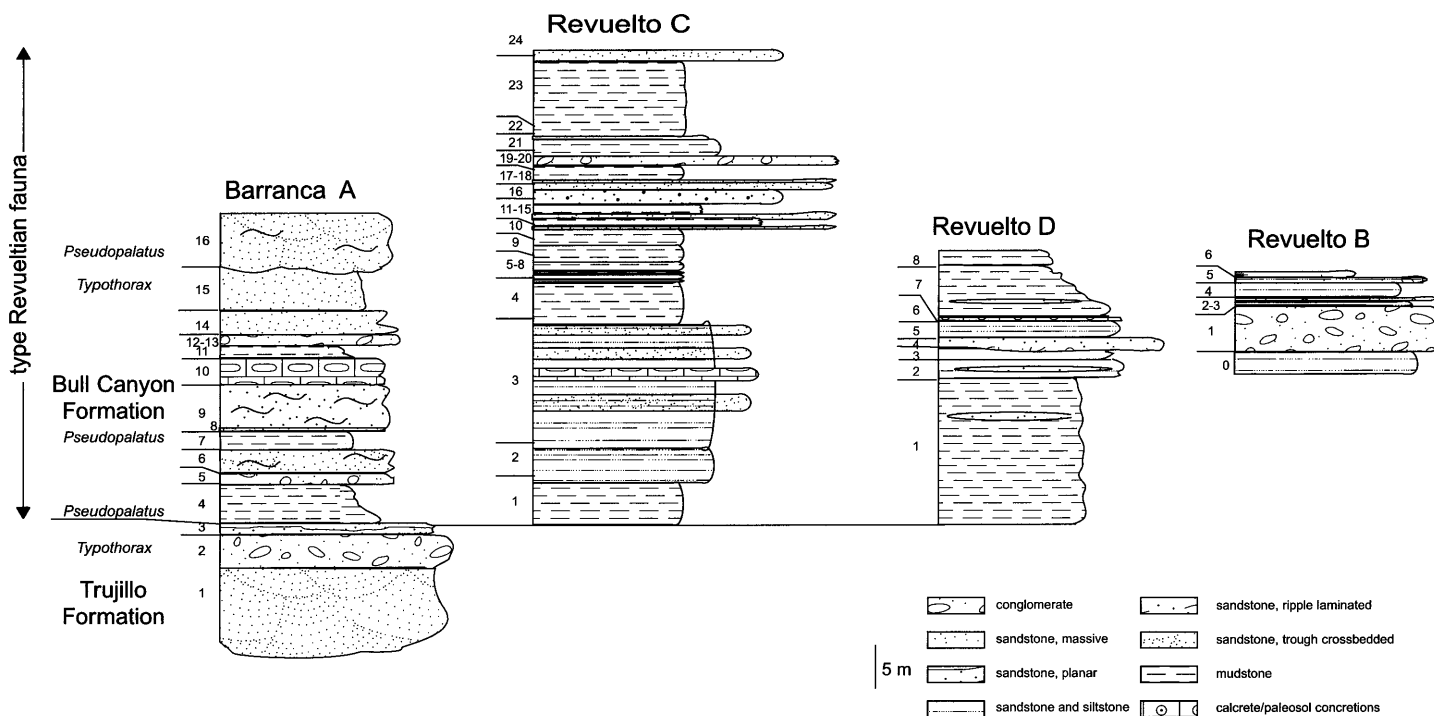 Revuelto C
24
23
22
21
19-20
17-18
16
11-15
10
9
5-8
4
3
2
1
type Revueltian fauna
Barranca A
Pseudopalatus
Typothorax
Bull Canyon
Formation
Pseudopalatus
Pseudopalatus
Typothorax
Trujillo
Formation
16
15
14
12-13
11
10
9
8
7
6
5
4
3
2
1
Revuelto D
8
7
6
5
4
3
2
1
Revuelto B
6
5
4
2-3
1
0
5 m
conglomerate
sandstone, massive
sandstone, planar
sandstone and siltstone
sandstone, ripple laminated
sandstone, trough crossbedded
mudstone
calcrete/paleosol concretions